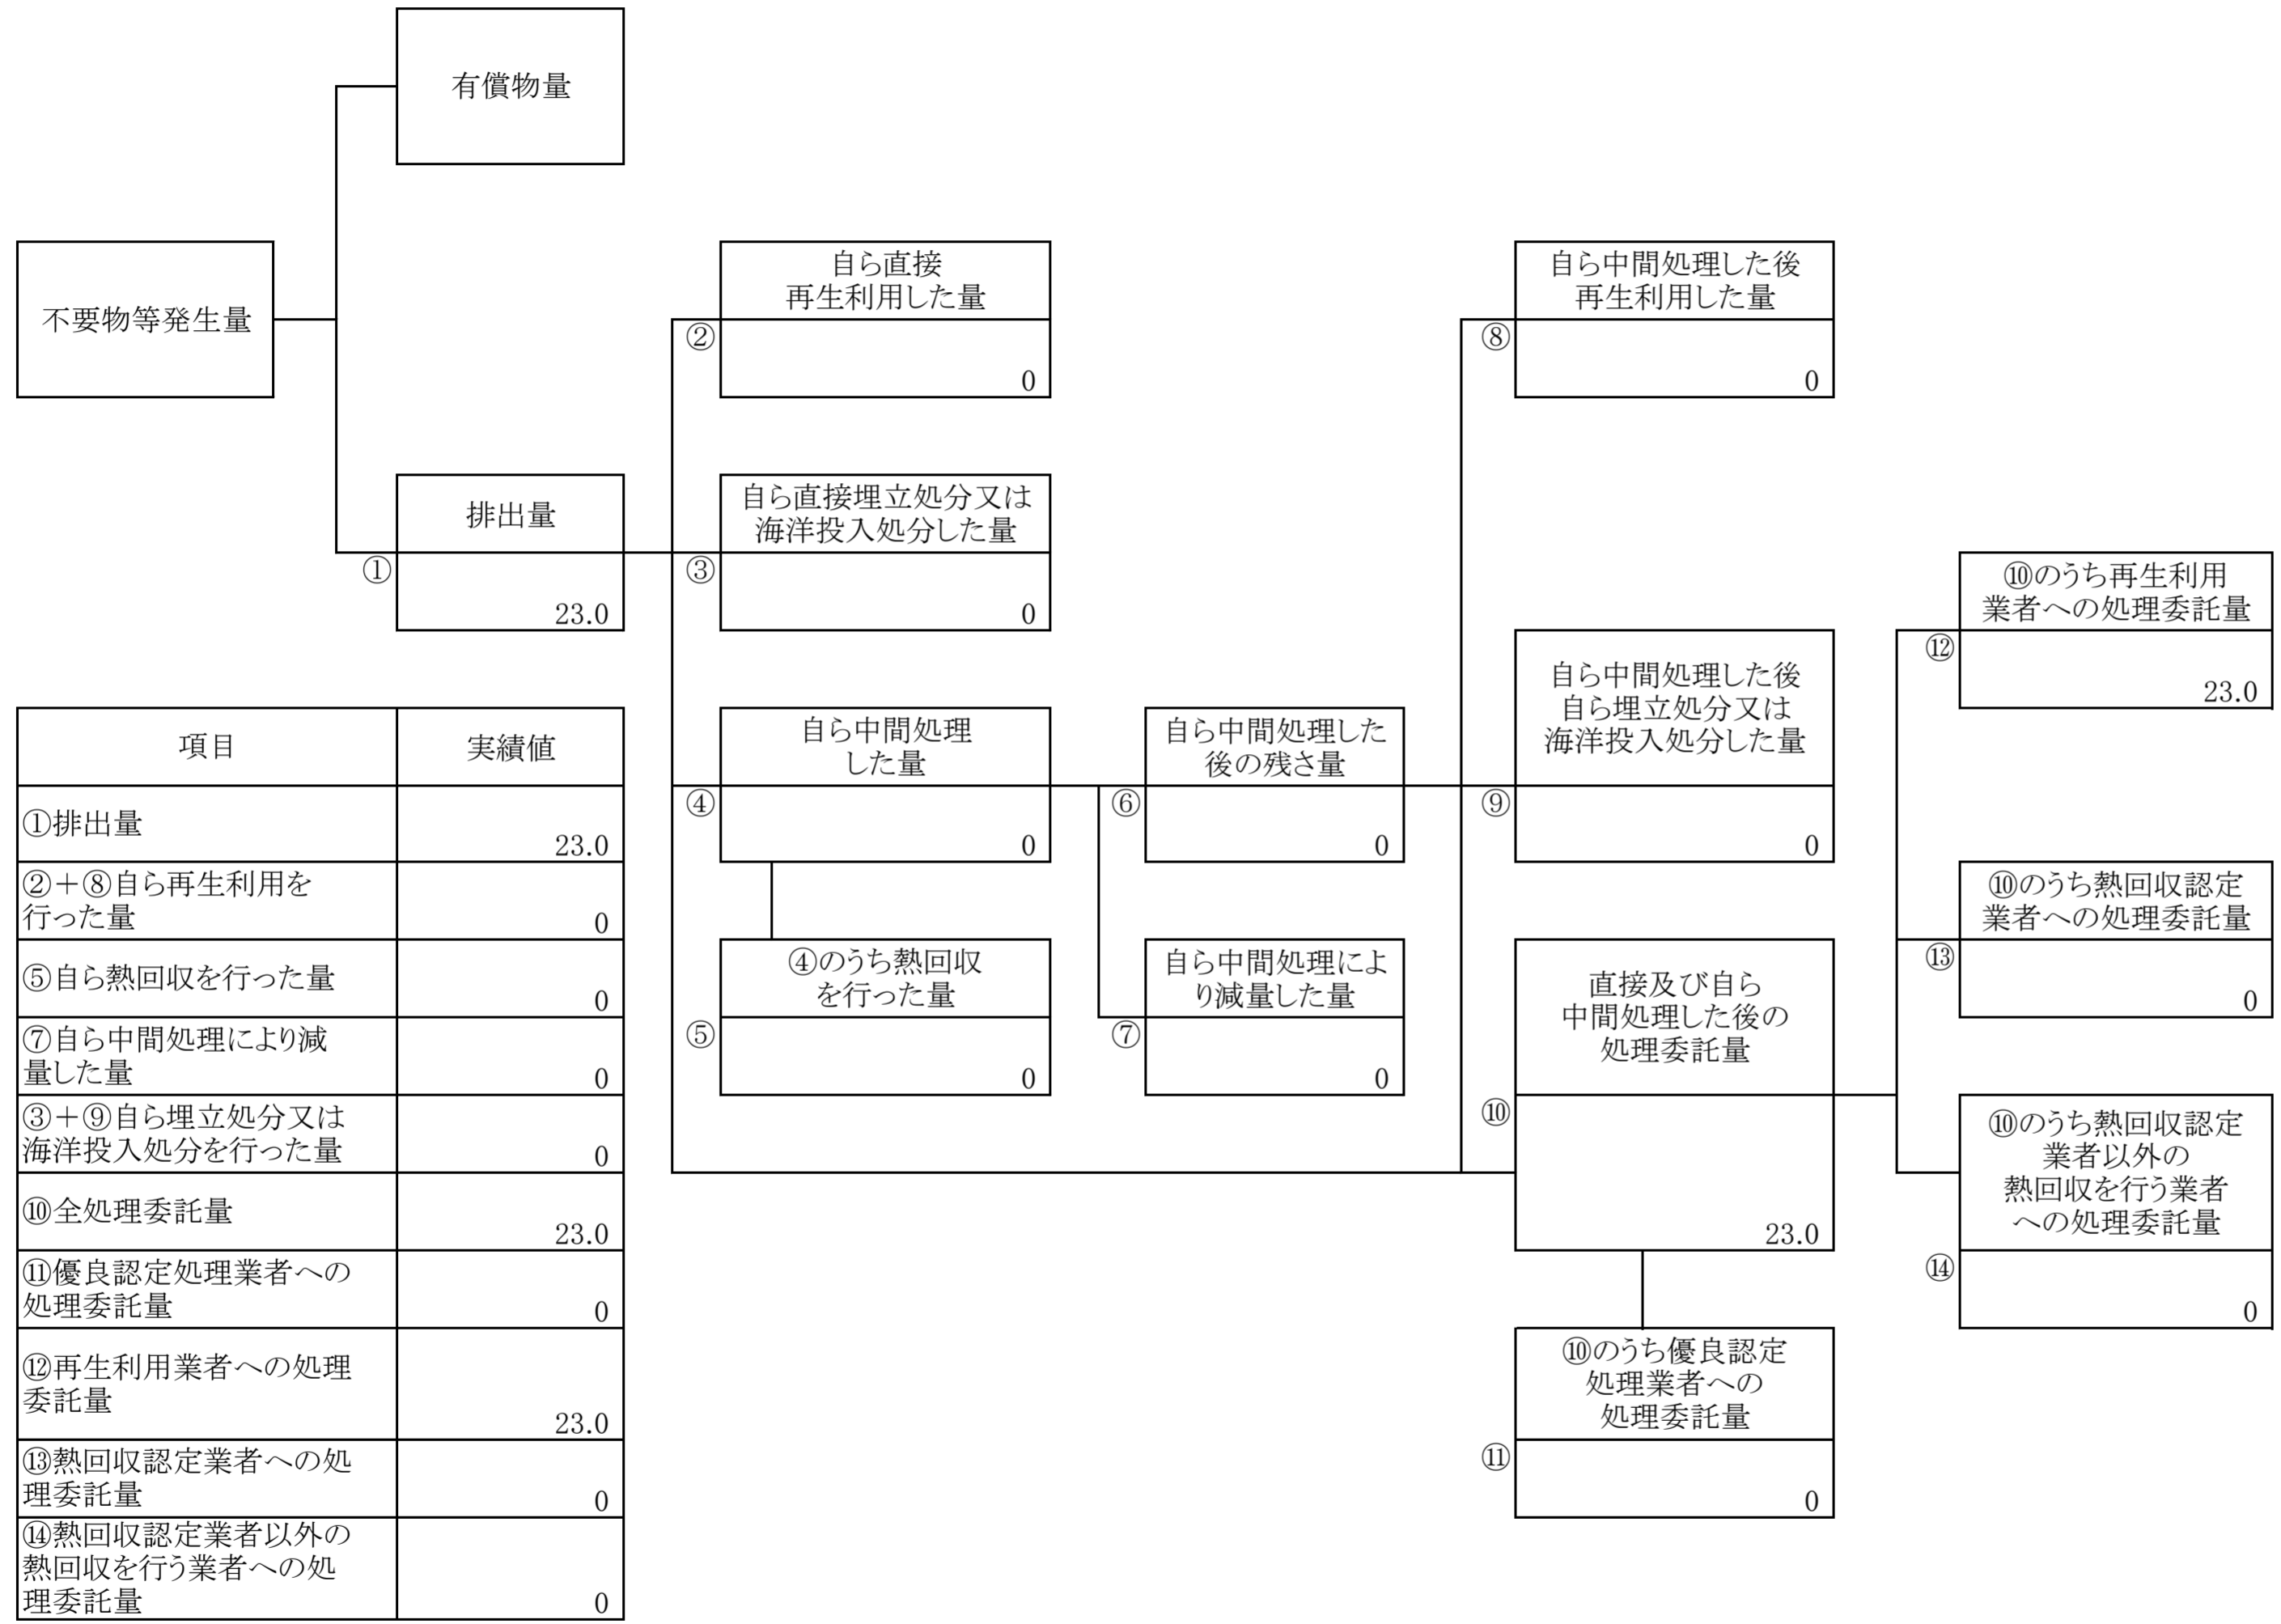 有償物量
不要物等発生量
自ら直接
再生利用した量
②
0
自ら中間処理した後
再生利用した量
⑧
0
排出量
①
23.0
自ら直接埋立処分又は
海洋投入処分した量
③
0
⑩のうち再生利用
業者への処理委託量
⑫
23.0
自ら中間処理
した量
④
0
自ら中間処理した
後の残さ量
⑥
0
自ら中間処理した後
自ら埋立処分又は
海洋投入処分した量
⑨
0
⑩のうち熱回収認定
業者への処理委託量
⑬
0
④のうち熱回収
を行った量
⑤
0
自ら中間処理によ
り減量した量
⑦
0
直接及び自ら
中間処理した後の
処理委託量
⑩
23.0
⑩のうち熱回収認定
業者以外の
熱回収を行う業者
への処理委託量
⑭
0
⑩のうち優良認定
処理業者への
処理委託量
⑪
0
項目
実績値
①排出量
23.0
②+⑧自ら再生利用を
行った量
0
⑤自ら熱回収を行った量
0
⑦自ら中間処理により減
量した量
0
③+⑨自ら埋立処分又は
海洋投入処分を行った量
0
⑩全処理委託量
23.0
⑪優良認定処理業者への
処理委託量
0
⑫再生利用業者への処理
委託量
23.0
⑬熱回収認定業者への処
理委託量
0
⑭熱回収認定業者以外の
熱回収を行う業者への処
理委託量
0